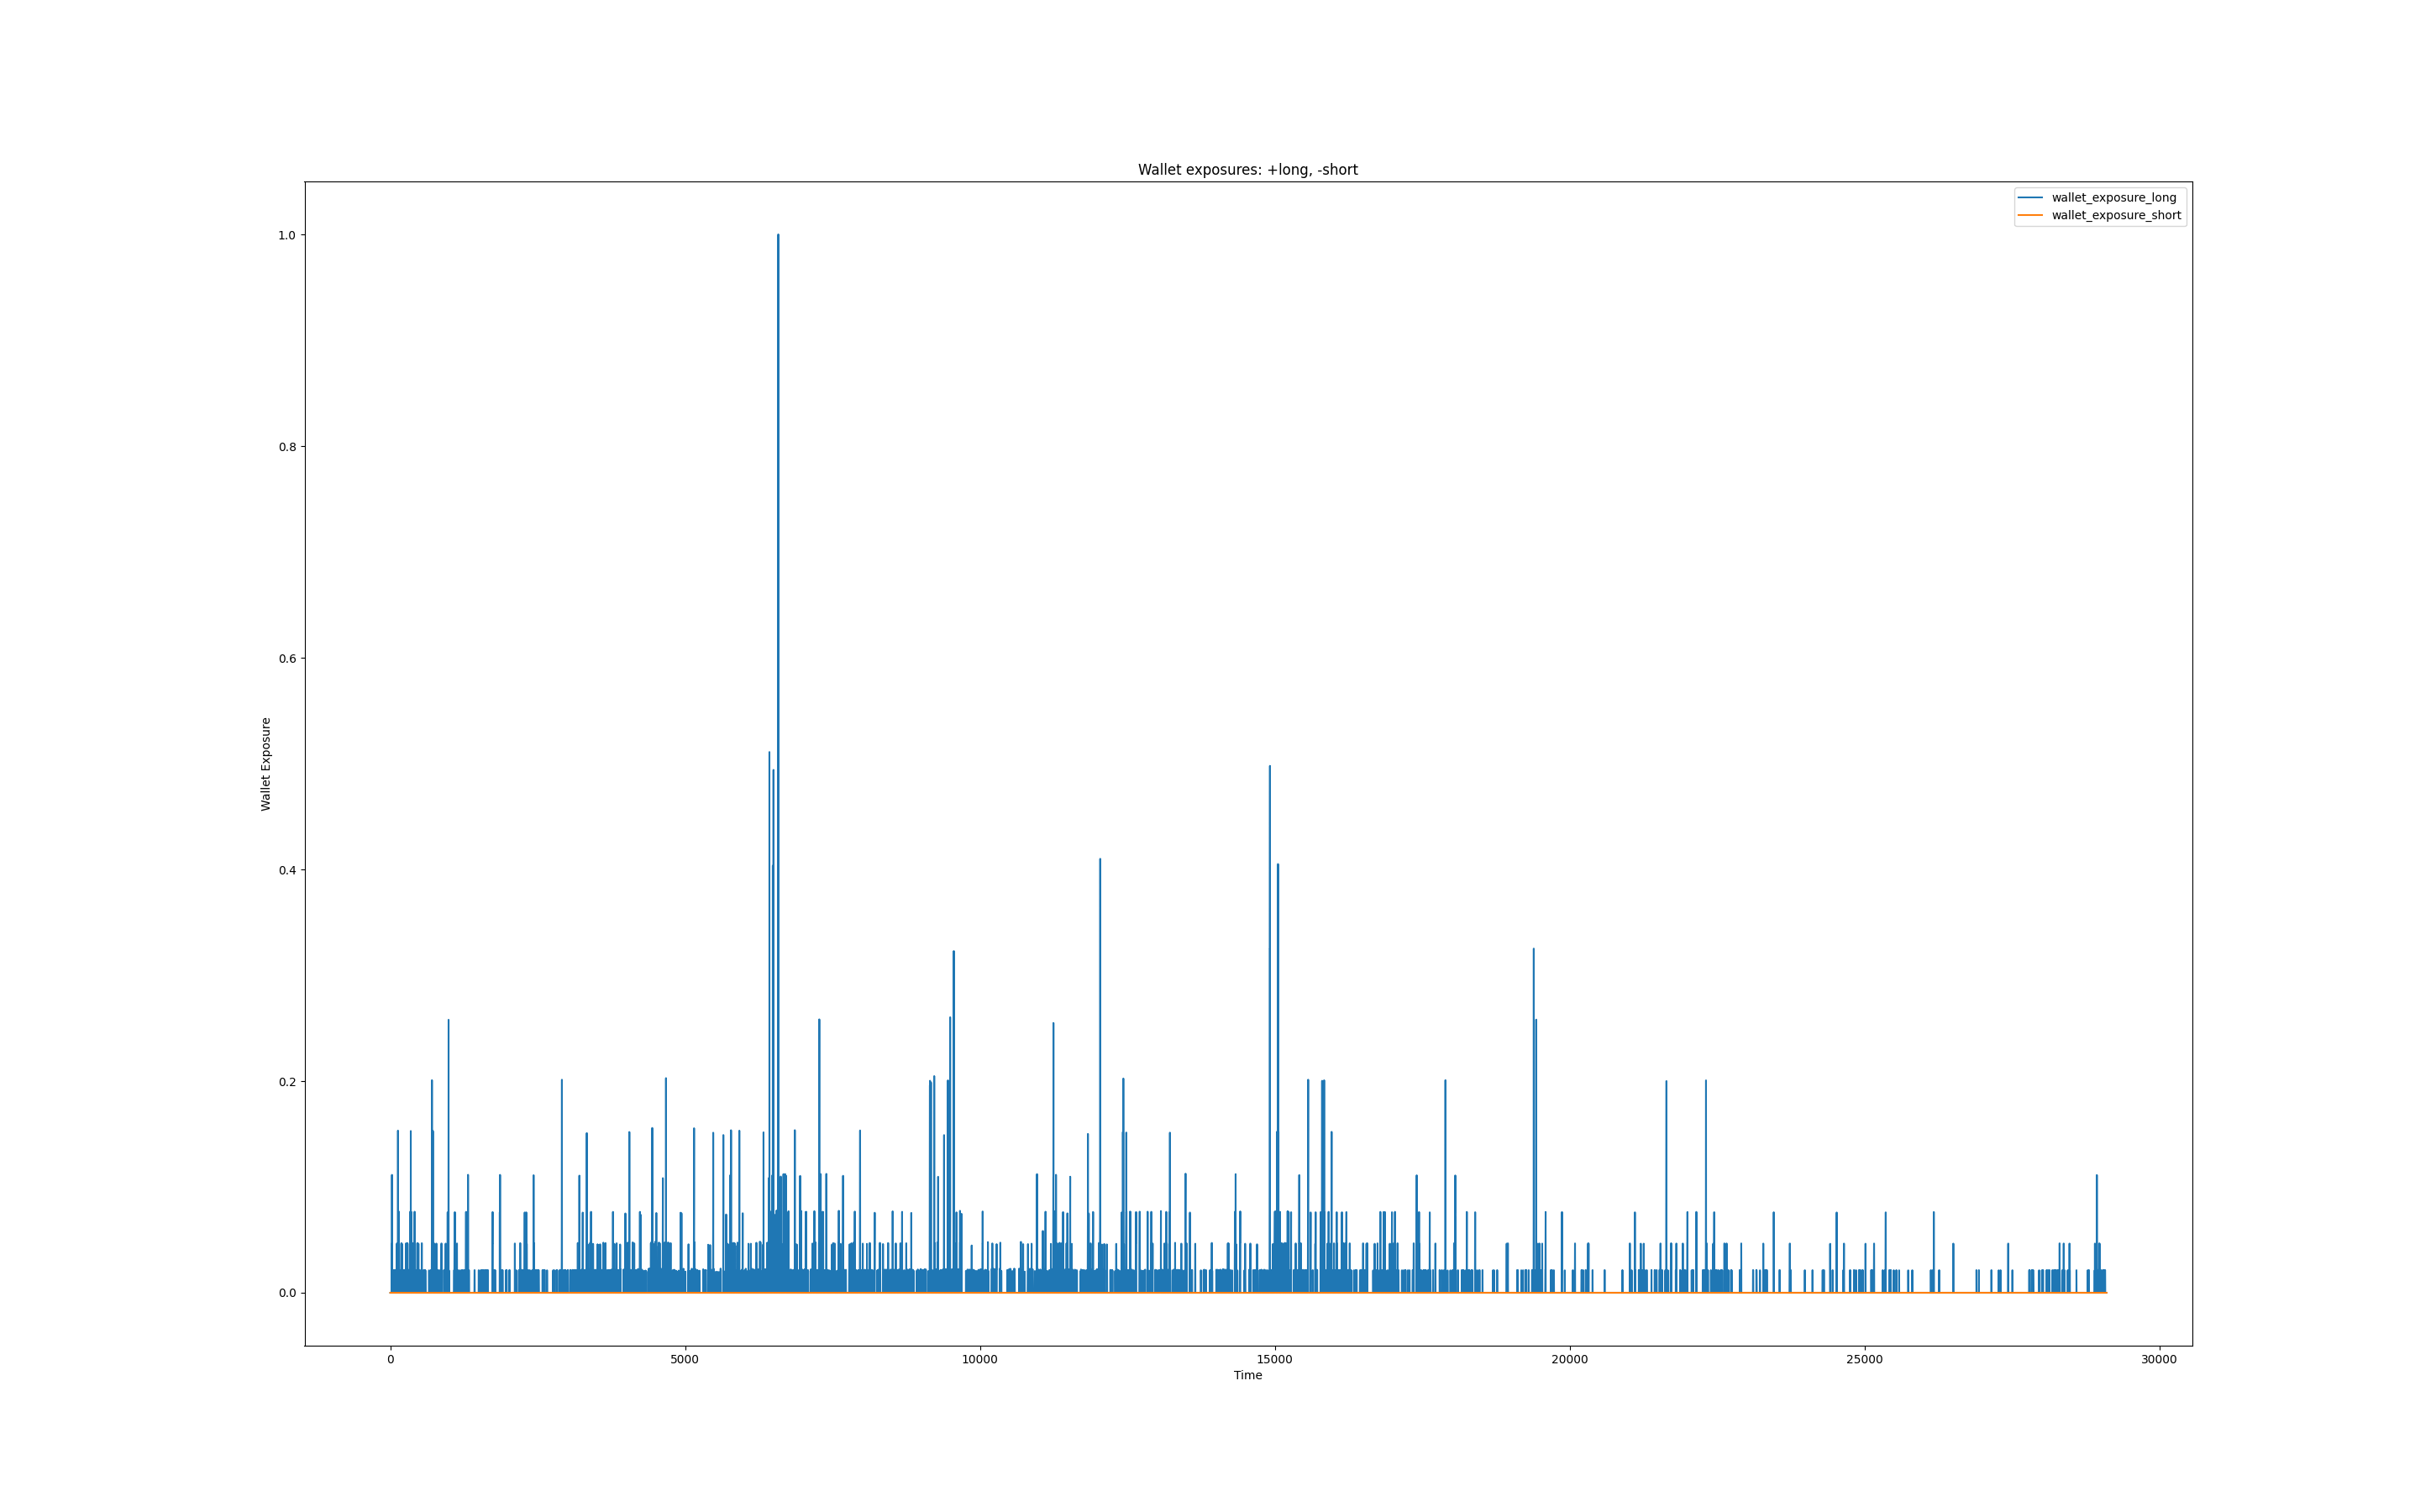 Wallet exposures: +long, -short
wallet_exposure_long
wallet_exposure_short
1.0
0.8
0.6
0.4
0.2
0.0
Wallet Exposure
0 5000 10000 15000 20000 25000 30000
Time